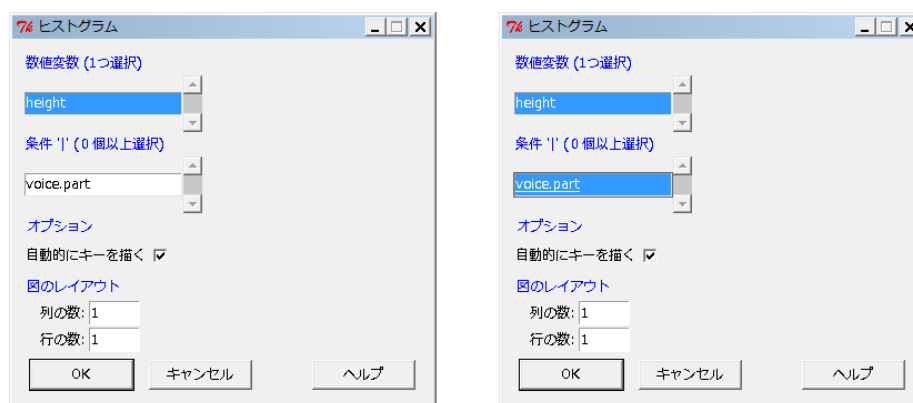 ヒストグラム
数値変数 (1つ選択)
height
条件 '|' (0 個以上選択)
voice.part
オプション
自動的にキーを描く
図のレイアウト
列の数: 1
行の数: 1
OK キャンセル ヘルプ
ヒストグラム
数値変数 (1つ選択)
height
条件 '|' (0 個以上選択)
voice.part
オプション
自動的にキーを描く
図のレイアウト
列の数: 1
行の数: 1
OK キャンセル ヘルプ